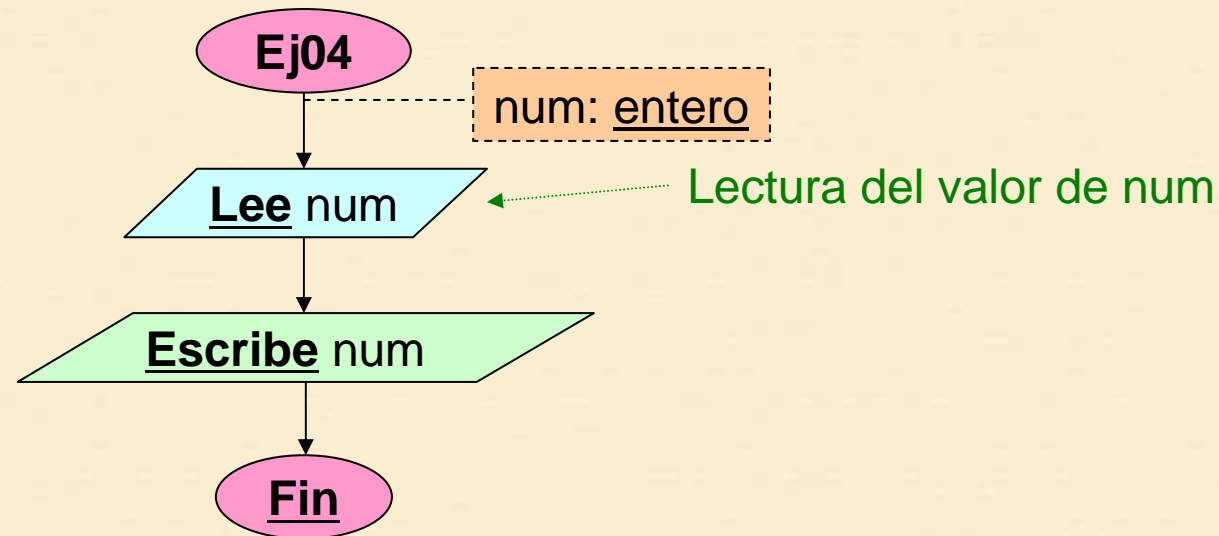 Ej04
num: entero
Lee num
Lectura del valor de num
Escribe num
Fin